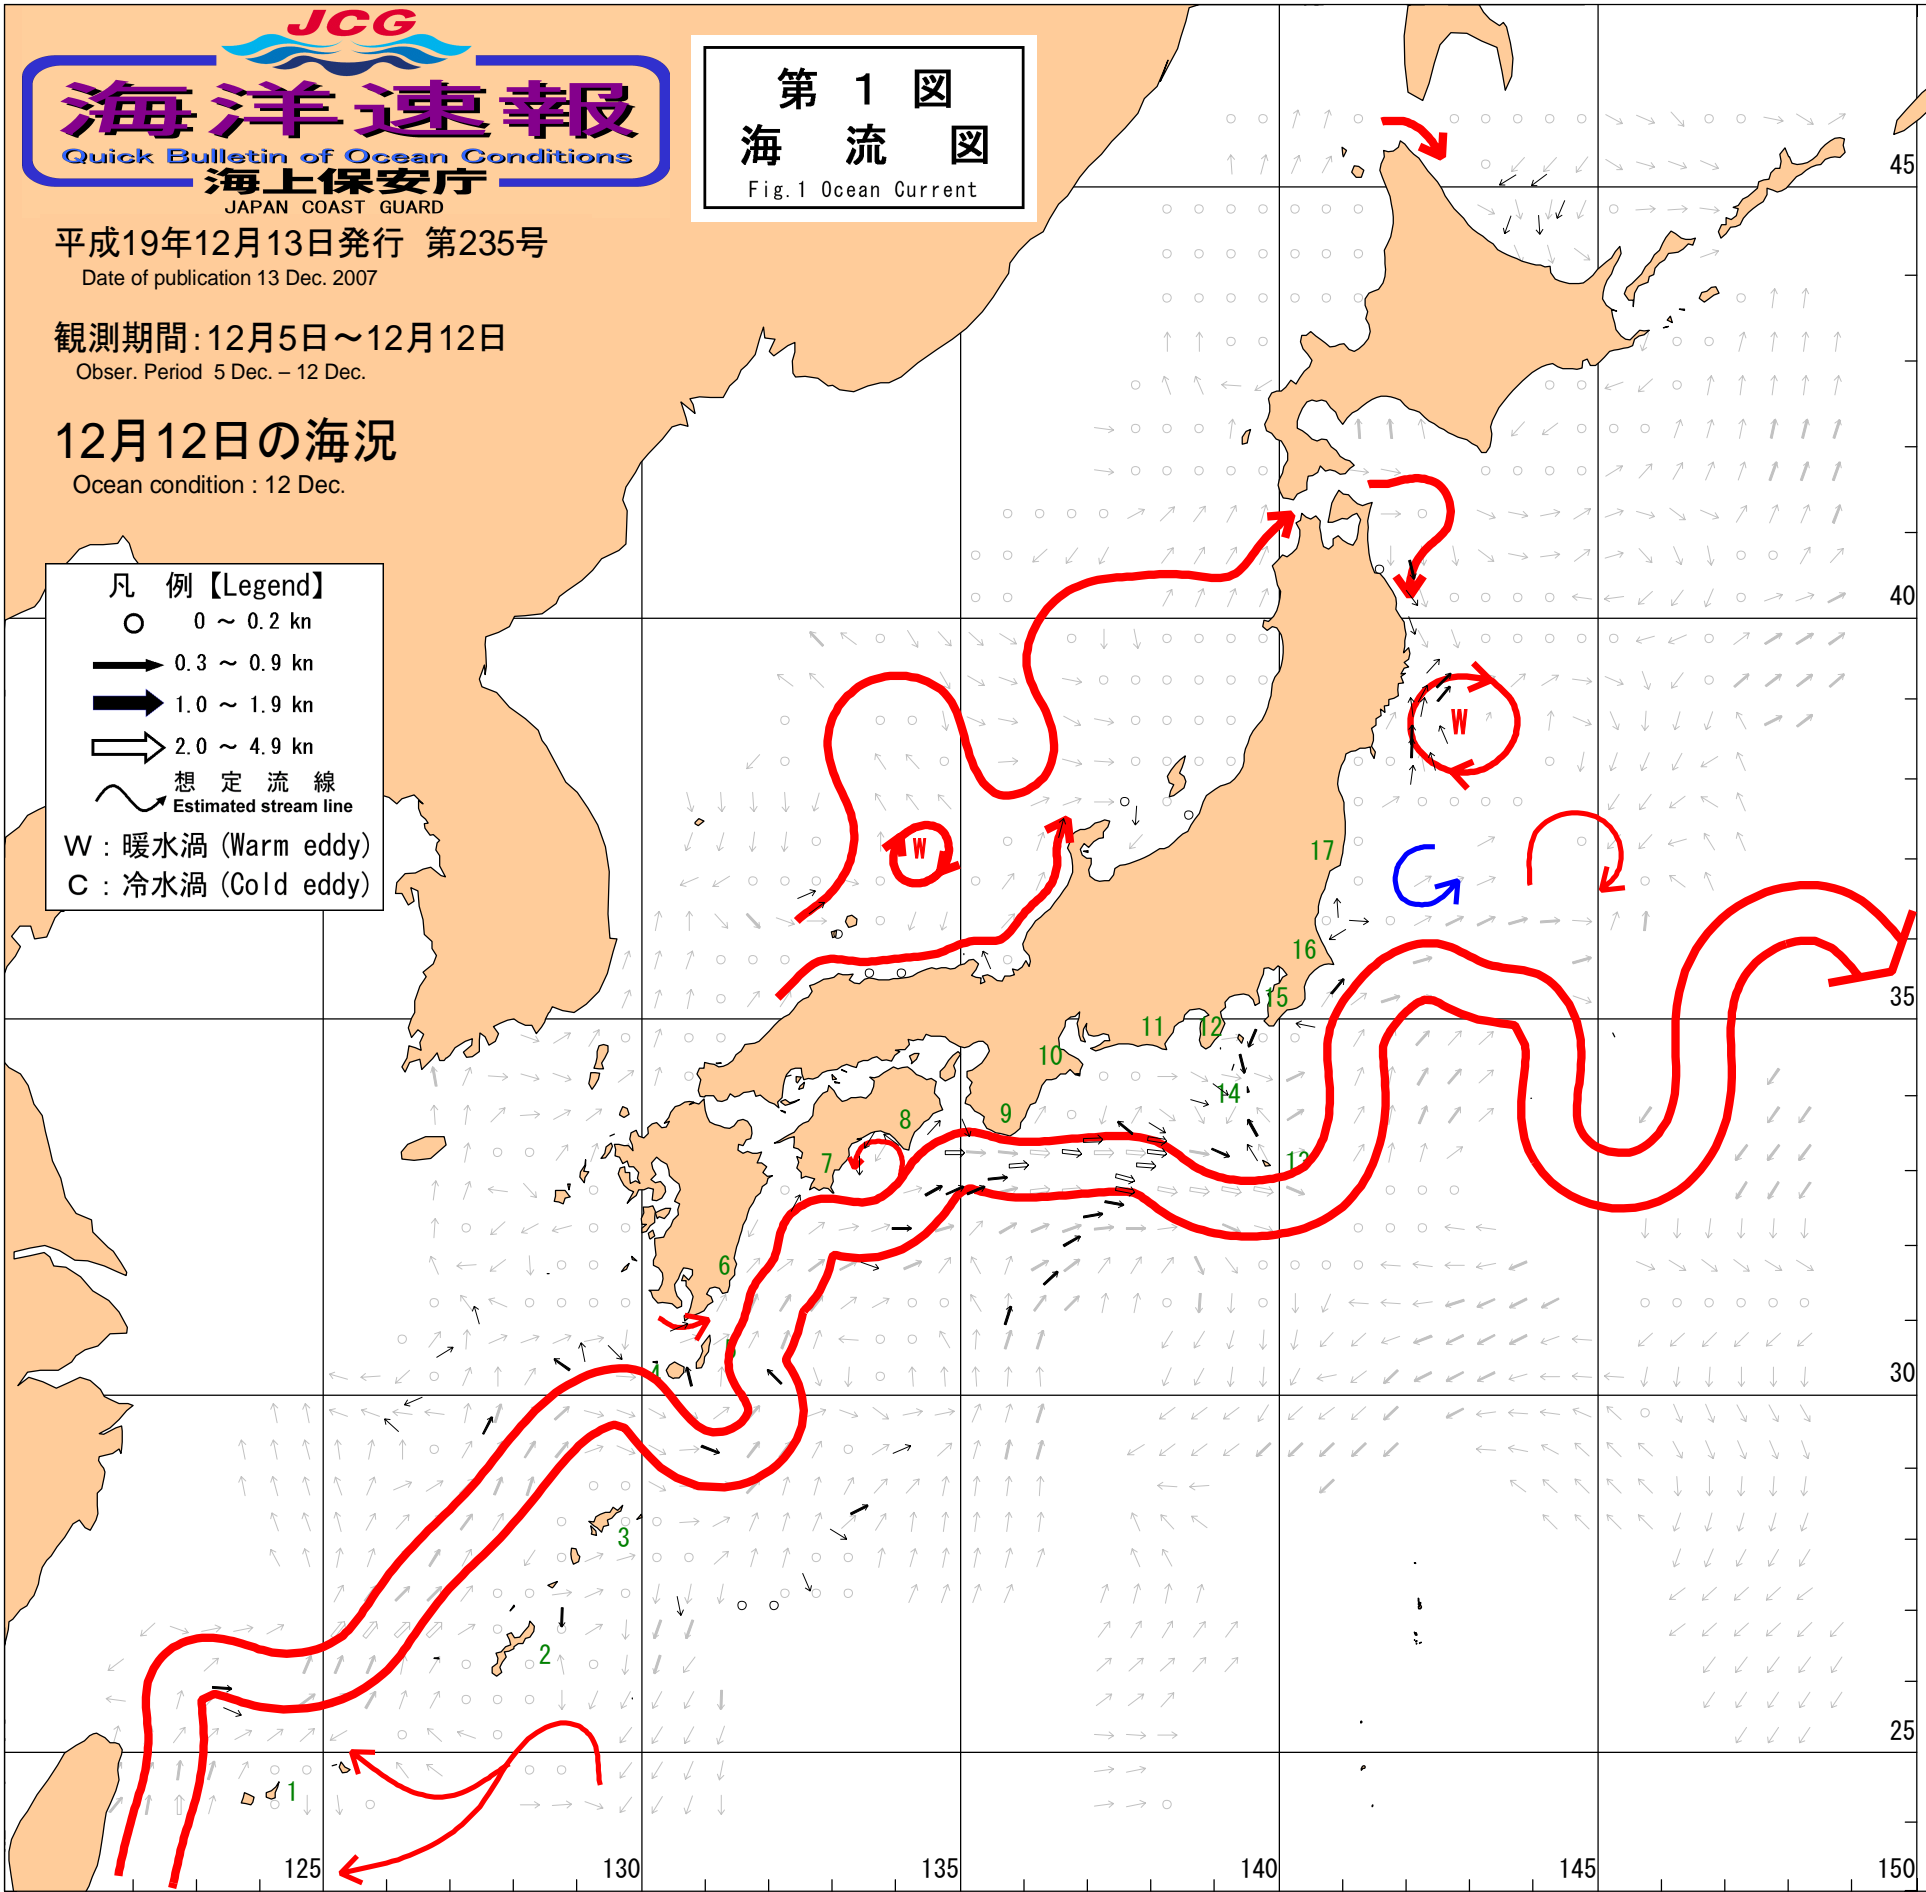 JCG
海洋速報
Quick Bulletin of Ocean Conditions
海上保安庁
JAPAN COAST GUARD
平成19年12月13日発行 第235号
Date of publication 13 Dec. 2007
観測期間:12月5日～12月12日
Obser. Period 5 Dec. – 12 Dec.
12月12日の海況
Ocean condition : 12 Dec.
第 1 図
海 流 図
Fig.1 Ocean Current
凡 例【Legend】
0 ～ 0.2 kn
0.3 ～ 0.9 kn
1.0 ～ 1.9 kn
2.0 ～ 4.9 kn
想 定 流 線
Estimated stream line
W : 暖水渦 (Warm eddy)
C : 冷水渦 (Cold eddy)
45
40
35
30
25
125
130
135
140
145
150
W
W
17
16
15
12
11
10
14
9
8
7
13
6
5
4
3
2
1